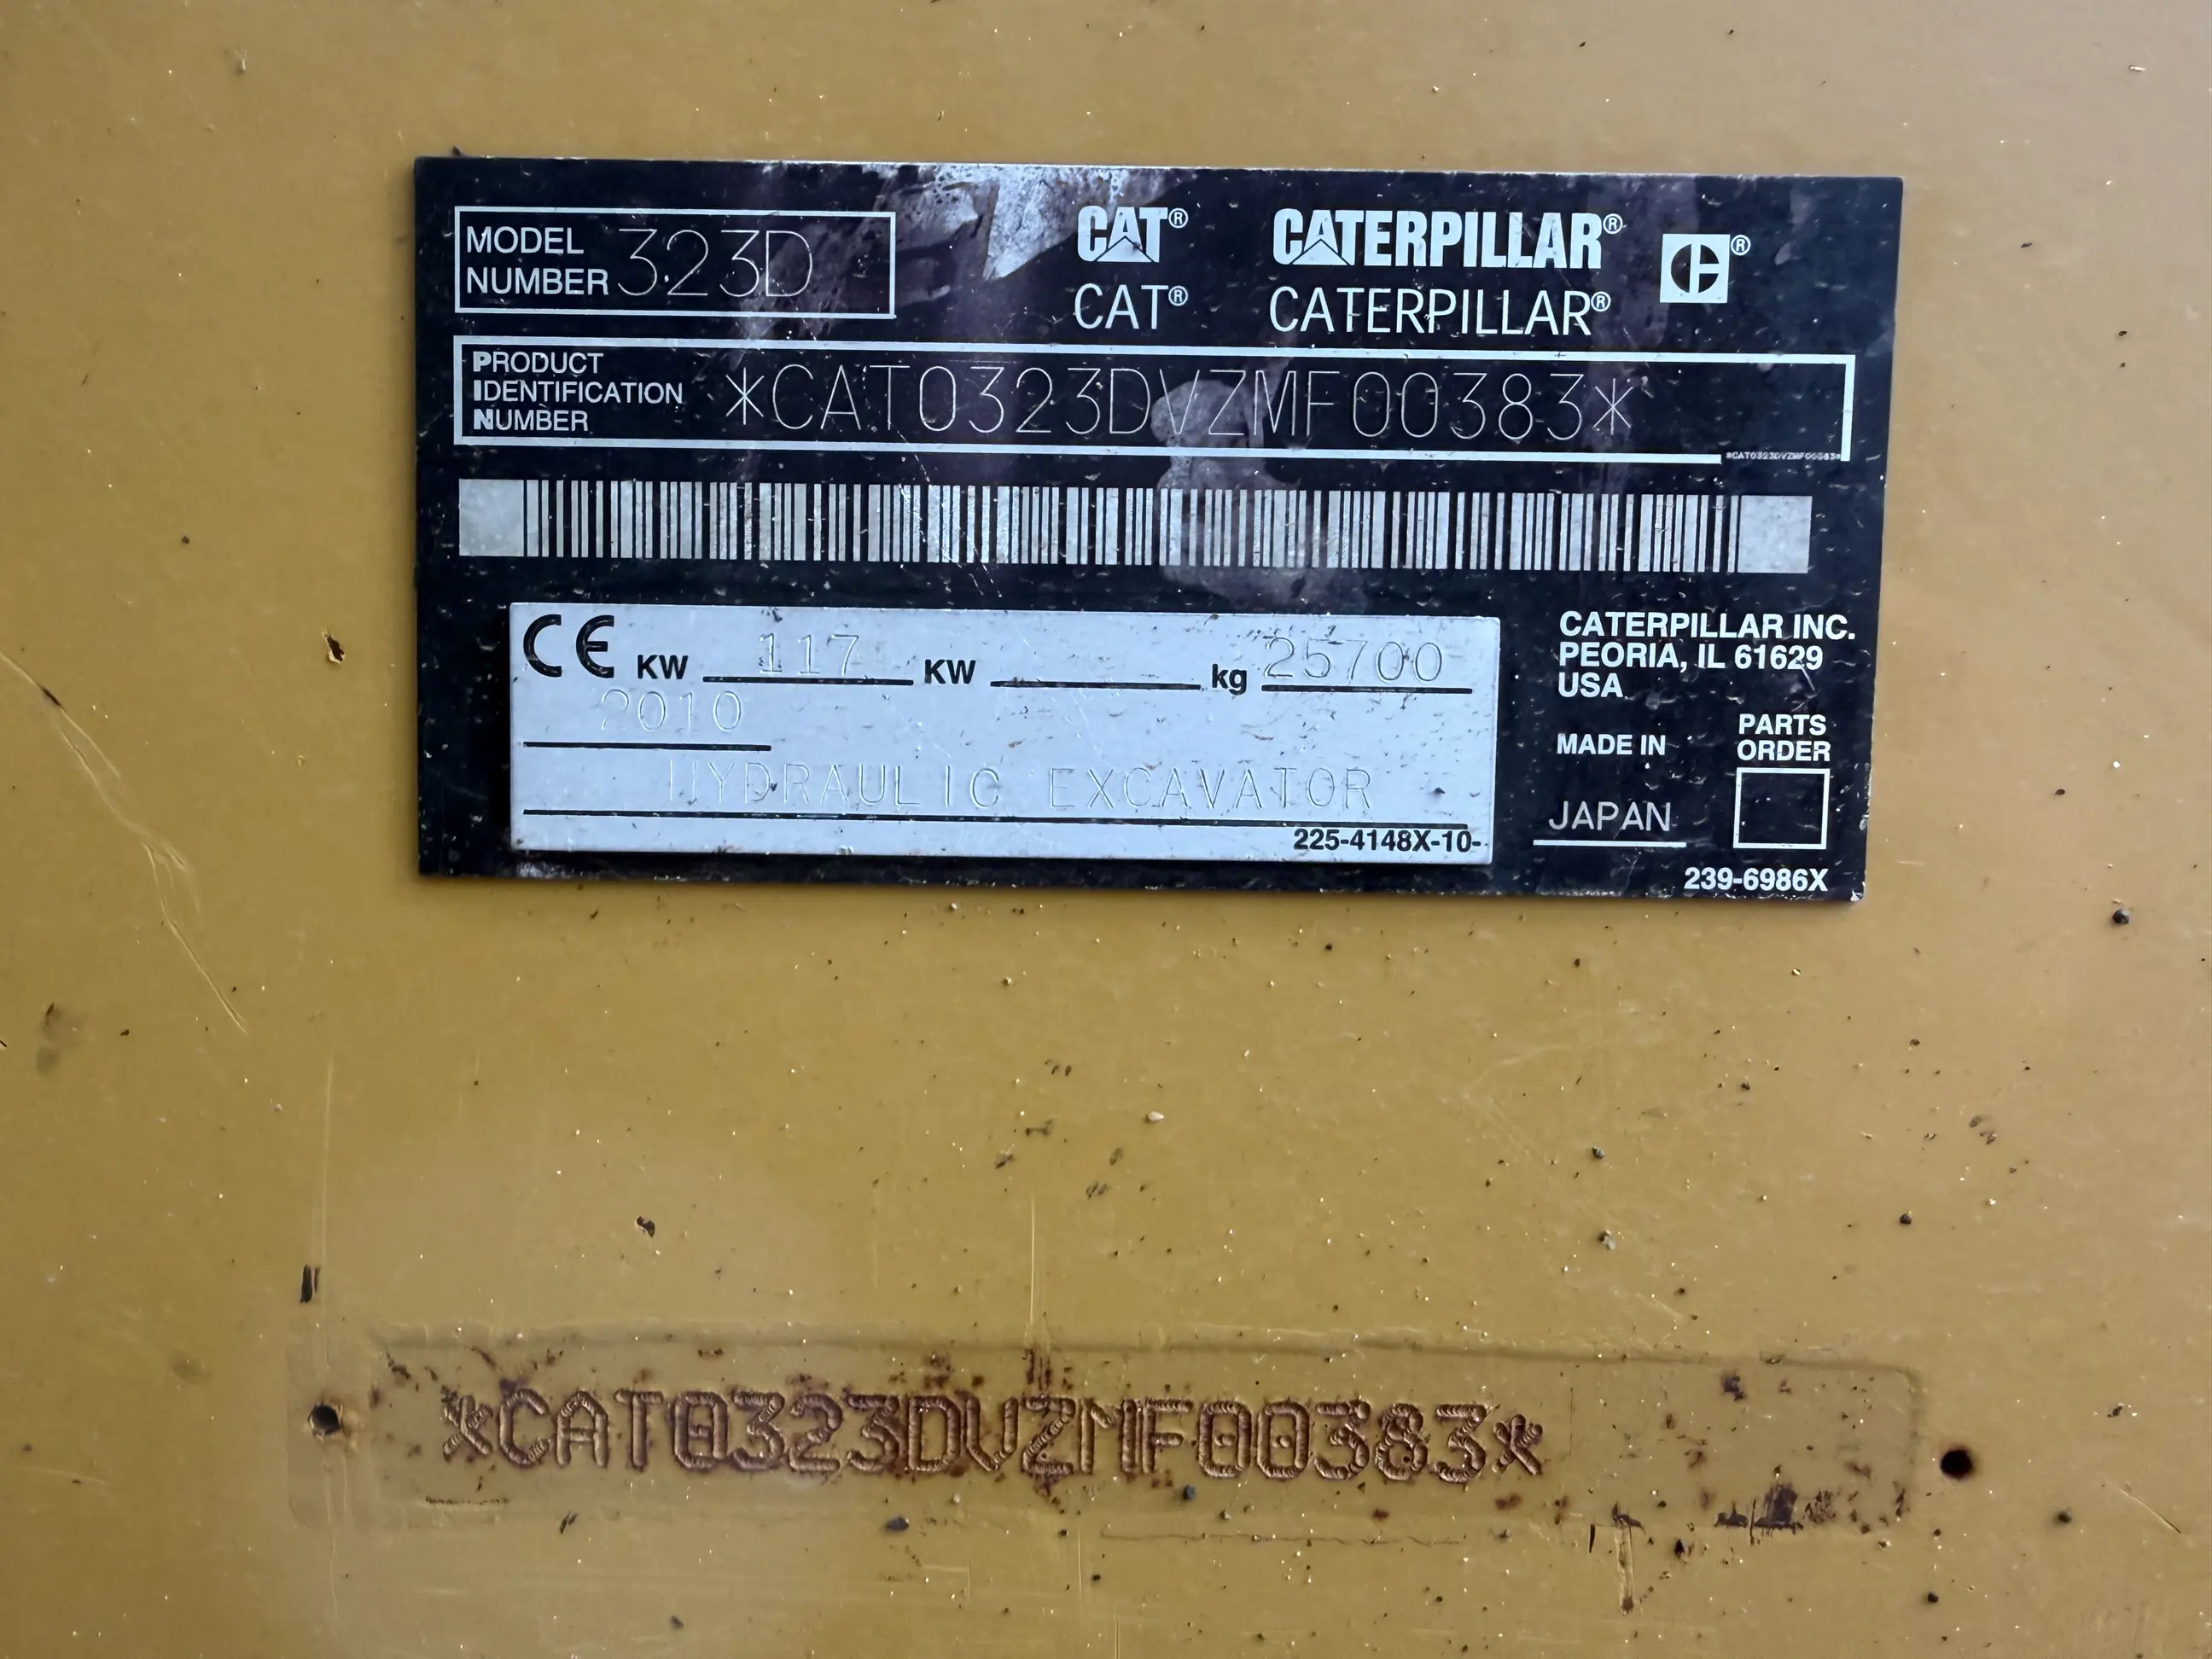 MODEL NUMBER 323D
CAT® CATERPILLAR® ®
CAT® CATERPILLAR®
PRODUCT IDENTIFICATION NUMBER *CAT0323DVZMF00383*
*CAT0323DVZMF00383*
CE KW 117 KW kg 25700
2010
HYDRAULIC EXCAVATOR
225-4148X-10-
CATERPILLAR INC.
PEORIA, IL 61629
USA
MADE IN
JAPAN
PARTS
ORDER
239-6986X
*CAT0323DVZMF00383*